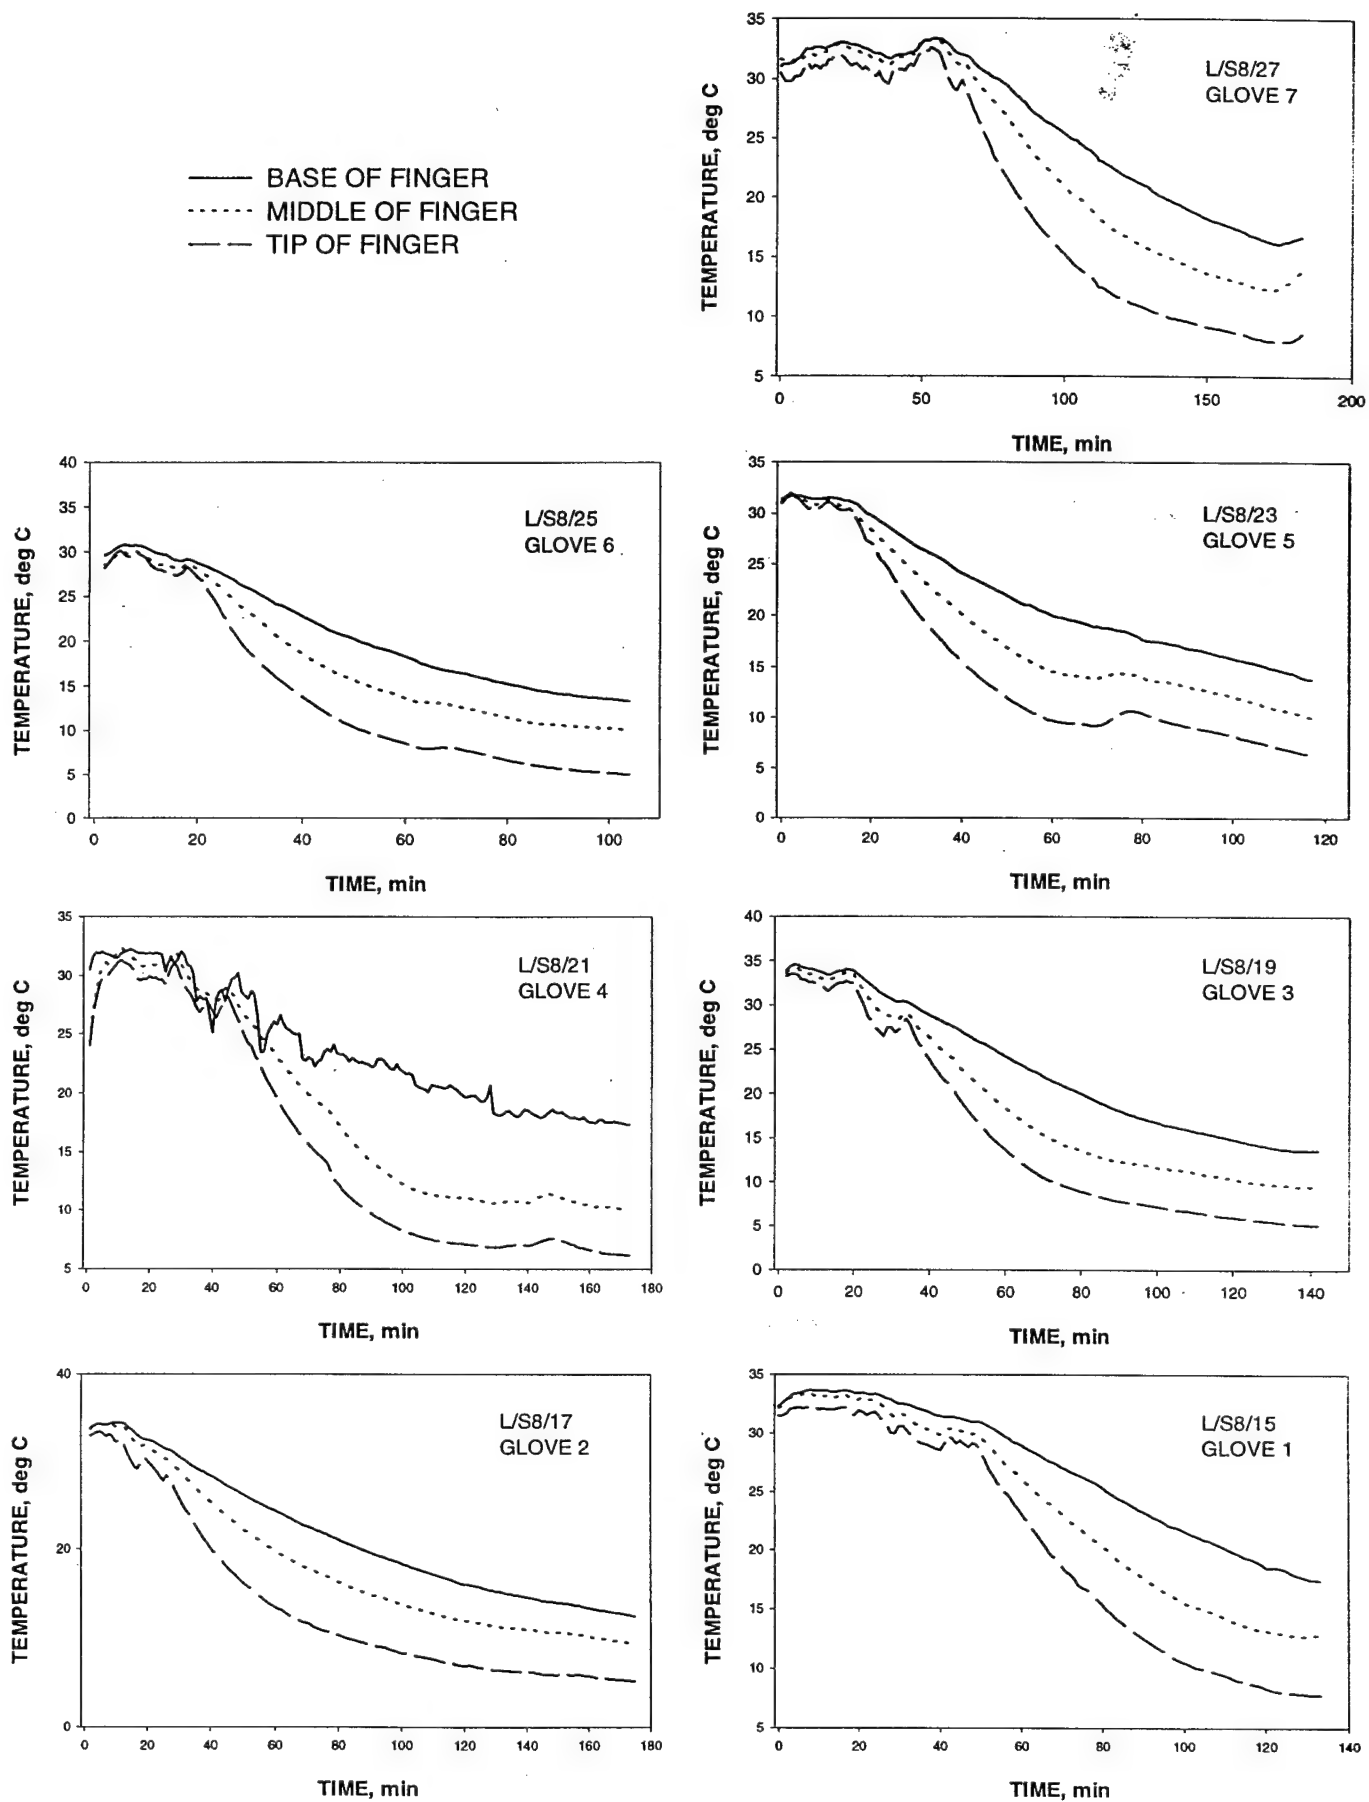 BASE OF FINGER
MIDDLE OF FINGER
TIP OF FINGER
TEMPERATURE, deg C
35
30
25
20
15
10
5
L/S8/27
GLOVE 7
0 50 100 150 200
TIME, min
TEMPERATURE, deg C
40
35
30
25
20
15
10
5
0
L/S8/25
GLOVE 6
0 20 40 60 80 100
TIME, min
TEMPERATURE, deg C
35
30
25
20
15
10
5
0
L/S8/23
GLOVE 5
0 20 40 60 80 100 120
TIME, min
TEMPERATURE, deg C
35
30
25
20
15
10
5
L/S8/21
GLOVE 4
0 20 40 60 80 100 120 140 160 180
TIME, min
TEMPERATURE, deg C
40
35
30
25
20
15
10
5
0
L/S8/19
GLOVE 3
0 20 40 60 80 100 120 140
TIME, min
TEMPERATURE, deg C
40
20
0
L/S8/17
GLOVE 2
0 20 40 60 80 100 120 140 160 180
TIME, min
TEMPERATURE, deg C
35
30
25
20
15
10
5
L/S8/15
GLOVE 1
0 20 40 60 80 100 120 140
TIME, min